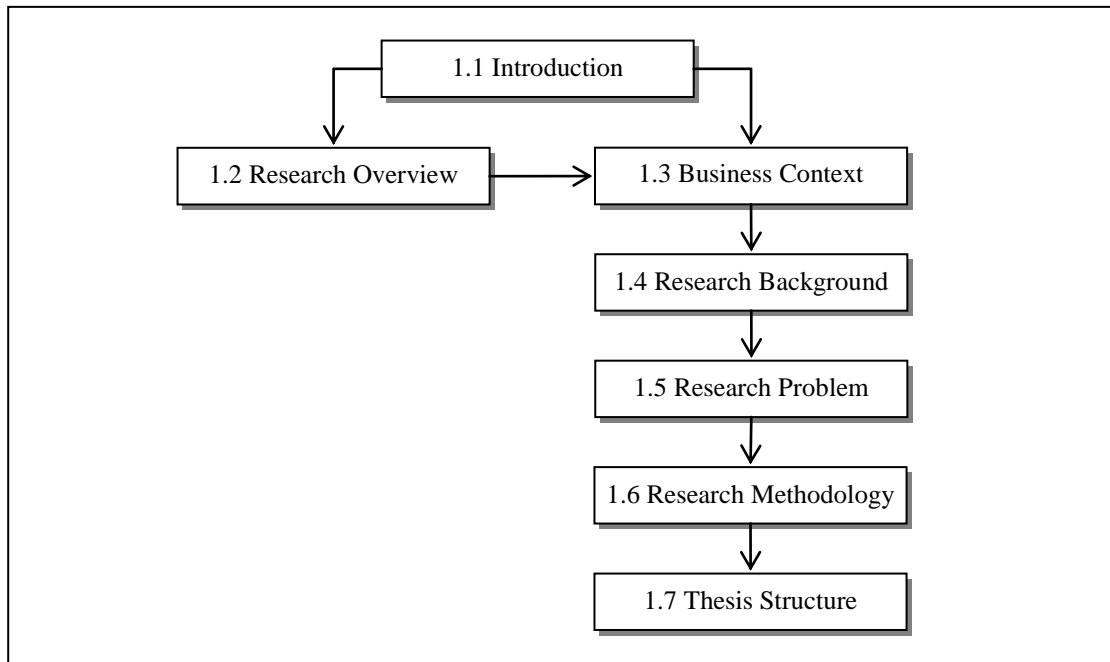 1.1 Introduction
1.2 Research Overview
1.3 Business Context
1.4 Research Background
1.5 Research Problem
1.6 Research Methodology
1.7 Thesis Structure